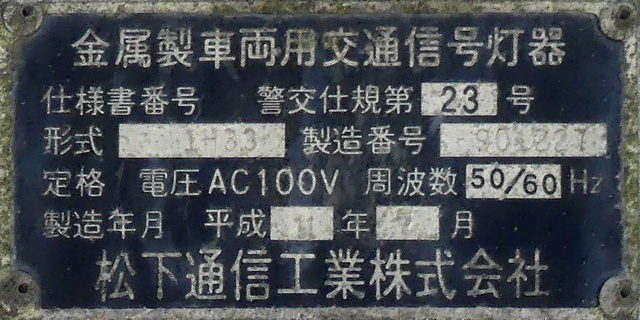 金属製車両用交通信号灯器
仕様書番号 警交仕規第 23 号
形式 1H33 製造番号
定格 電圧AC100V 周波数 50/60 Hz
製造年月 平成 11 年 月
松下通信工業株式会社